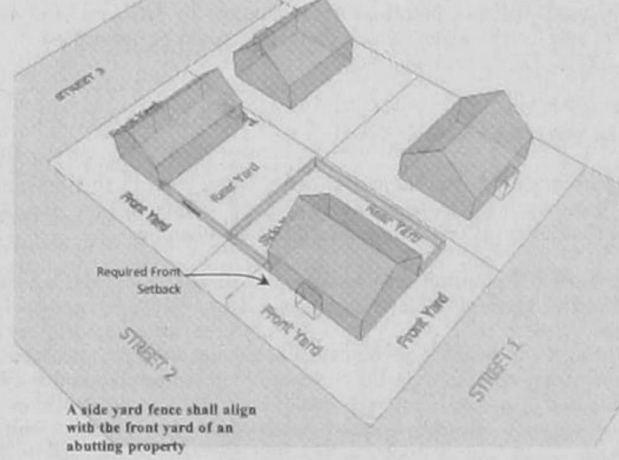 STREET 3
Front Yard
Rear Yard
Front Yard
Rear Yard
Required Front
Setback
Front Yard
Front Yard
STREET 2
STREET 1
A side yard fence shall align
with the front yard of an
abutting property